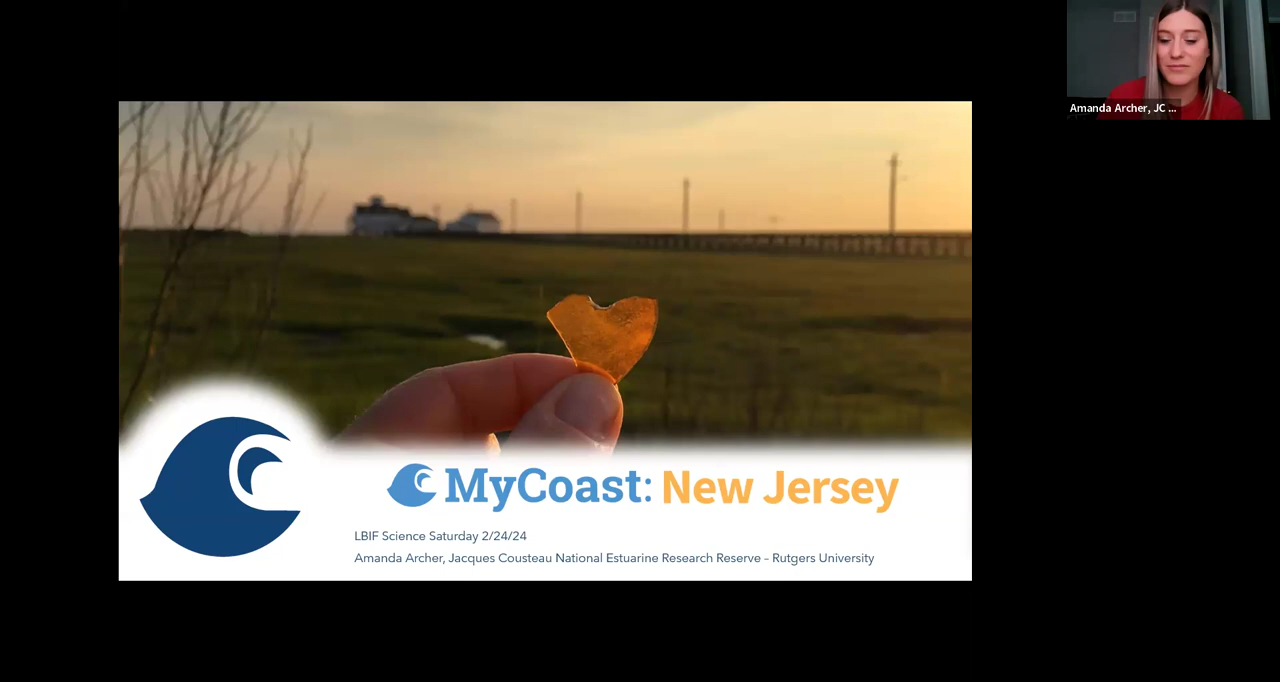 Amanda Archer, JC ...
MyCoast: New Jersey
LBIF Science Saturday 2/24/24
Amanda Archer, Jacques Cousteau National Estuarine Research Reserve – Rutgers University